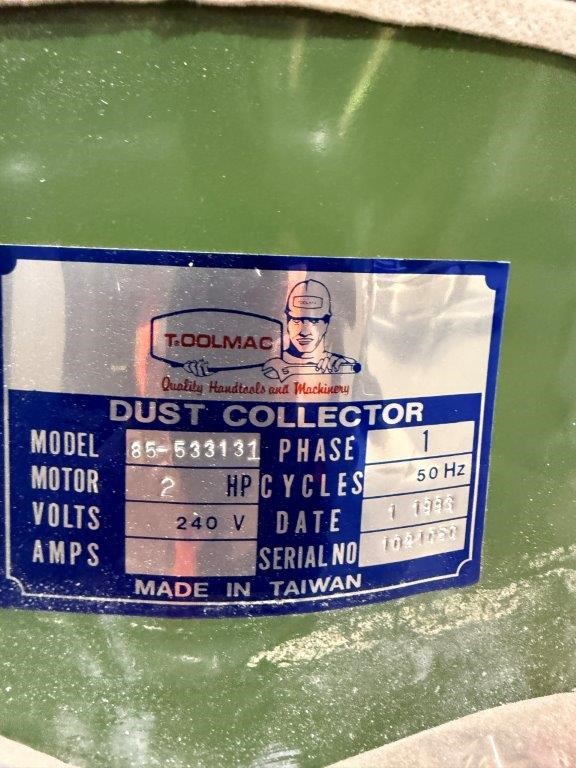 TOOLMAC
Quality Handtools and Machinery
DUST COLLECTOR
MODEL 85-533131 PHASE 1
MOTOR 2 HP CYCLES 50 Hz
VOLTS 240 V DATE
AMPS SERIAL NO
MADE IN TAIWAN